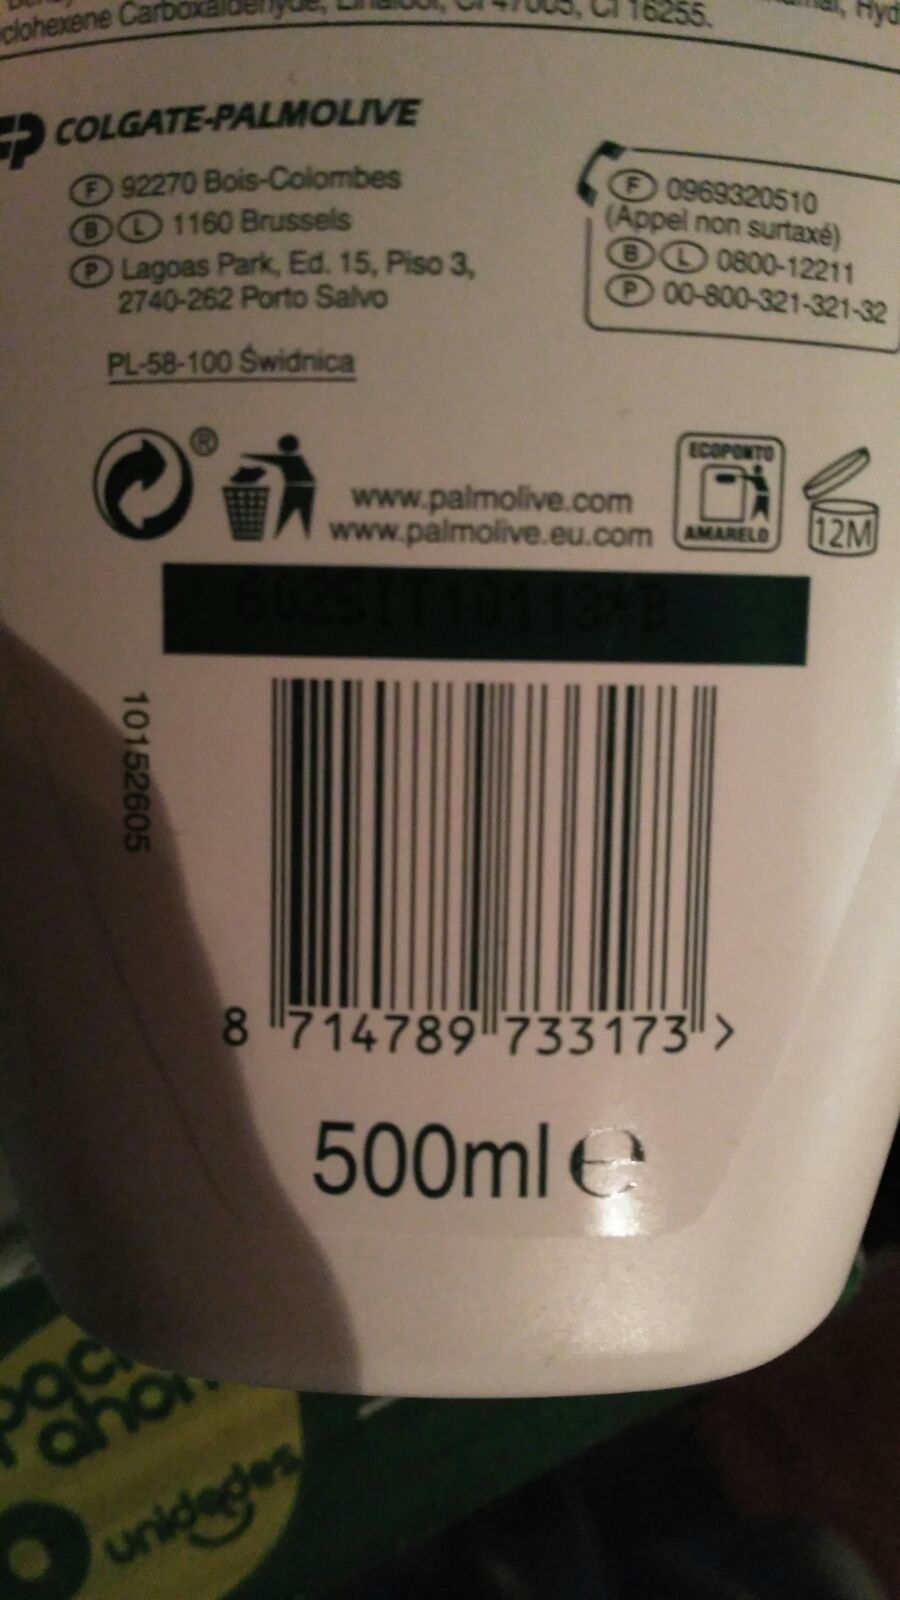 clohexene Carboxaldehyde, Linalool, CI 47005, CI 16255.
COLGATE-PALMOLIVE
F 92270 Bois-Colombes
B L 1160 Brussels
P Lagoas Park, Ed. 15, Piso 3,
2740-262 Porto Salvo
PL-58-100 Świdnica
F 0969320510
(Appel non surtaxé)
B L 0800-12211
P 00-800-321-321-32
®
www.palmolive.com
www.palmolive.eu.com
ECOPONTO
AMARELO
12M
10152605
8 714789 733173 >
500ml e
unidades